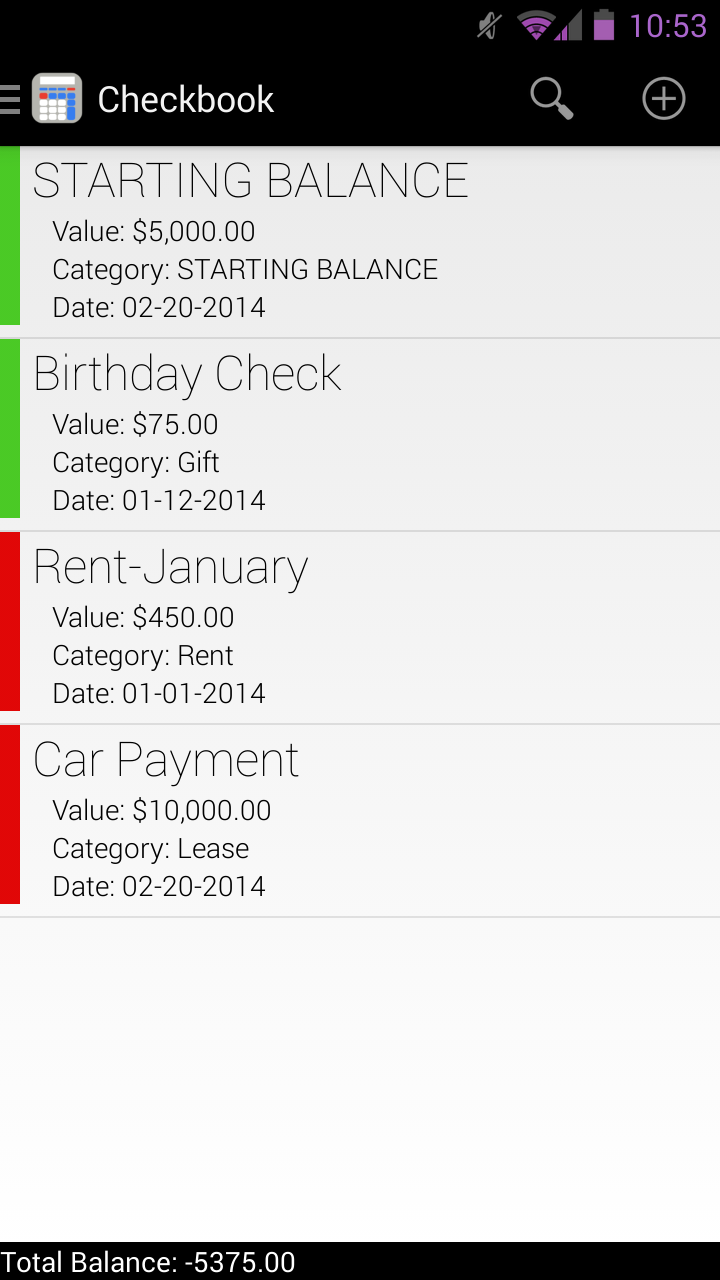 10:53
Checkbook
STARTING BALANCE
Value: $5,000.00
Category: STARTING BALANCE
Date: 02-20-2014
Birthday Check
Value: $75.00
Category: Gift
Date: 01-12-2014
Rent-January
Value: $450.00
Category: Rent
Date: 01-01-2014
Car Payment
Value: $10,000.00
Category: Lease
Date: 02-20-2014
Total Balance: -5375.00